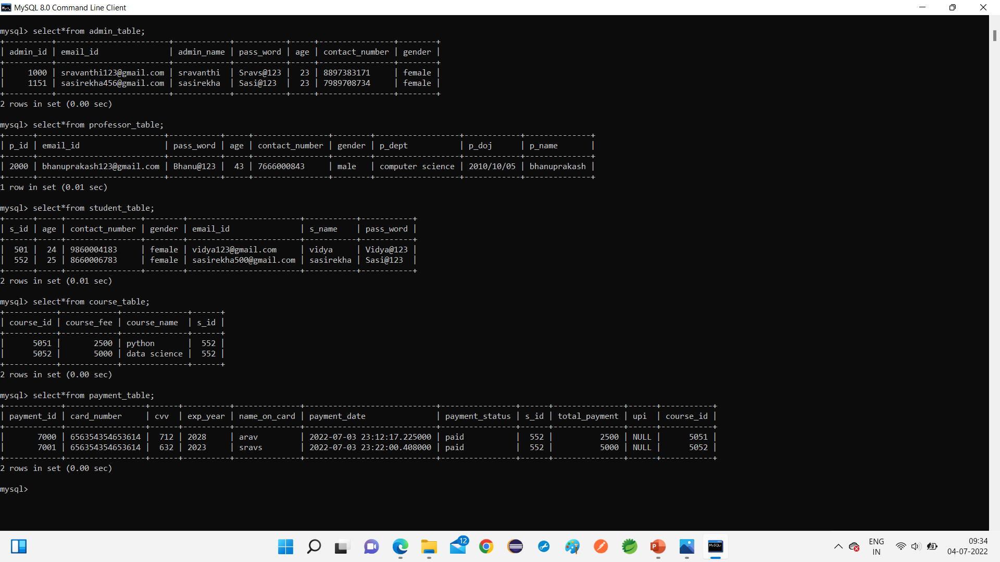 MySQL 8.0 Command Line Client
mysql> select*from admin_table;
+----------+------------------------+------------+-----------+-----+----------------+--------+
| admin_id | email_id               | admin_name | pass_word | age | contact_number | gender |
+----------+------------------------+------------+-----------+-----+----------------+--------+
|     1000 | sravanthi123@gmail.com | sravanthi  | Sravs@123 |  23 | 8897383171     | female |
|     1151 | sasirekha456@gmail.com | sasirekha  | Sasi@123  |  23 | 7989708734     | female |
+----------+------------------------+------------+-----------+-----+----------------+--------+
2 rows in set (0.00 sec)
mysql> select*from professor_table;
+------+--------------------------+-----------+-----+----------------+--------+------------------+------------+--------------+
| p_id | email_id                 | pass_word | age | contact_number | gender | p_dept           | p_doj      | p_name       |
+------+--------------------------+-----------+-----+----------------+--------+------------------+------------+--------------+
| 2000 | bhanuprakash123@gmail.com | Bhanu@123 |  43 | 7666000843     | male   | computer science | 2010/10/05 | bhanuprakash |
+------+--------------------------+-----------+-----+----------------+--------+------------------+------------+--------------+
1 row in set (0.01 sec)
mysql> select*from student_table;
+------+-----+----------------+--------+------------------------+-----------+-----------+
| s_id | age | contact_number | gender | email_id               | s_name    | pass_word |
+------+-----+----------------+--------+------------------------+-----------+-----------+
|  501 |  24 | 9860004183     | female | vidya123@gmail.com     | vidya     | Vidya@123 |
|  552 |  25 | 8660006783     | female | sasirekha500@gmail.com | sasirekha | Sasi@123  |
+------+-----+----------------+--------+------------------------+-----------+-----------+
2 rows in set (0.01 sec)
mysql> select*from course_table;
+-----------+------------+--------------+------+
| course_id | course_fee | course_name  | s_id |
+-----------+------------+--------------+------+
|      5051 |       2500 | python       |  552 |
|      5052 |       5000 | data science |  552 |
+-----------+------------+--------------+------+
2 rows in set (0.00 sec)
mysql> select*from payment_table;
+------------+-----------------+------+----------+--------------+----------------------------+----------------+------+---------------+------+-----------+
| payment_id | card_number     | cvv  | exp_year | name_on_card | payment_date               | payment_status | s_id | total_payment | upi  | course_id |
+------------+-----------------+------+----------+--------------+----------------------------+----------------+------+---------------+------+-----------+
|       7000 | 656354354653614 |  712 | 2028     | arav         | 2022-07-03 23:12:17.225000 | paid           |  552 |          2500 | NULL |      5051 |
|       7001 | 656354354653614 |  632 | 2023     | sravs        | 2022-07-03 23:22:00.408000 | paid           |  552 |          5000 | NULL |      5052 |
+------------+-----------------+------+----------+--------------+----------------------------+----------------+------+---------------+------+-----------+
2 rows in set (0.00 sec)
mysql>
12
ENG
IN
09:34
04-07-2022